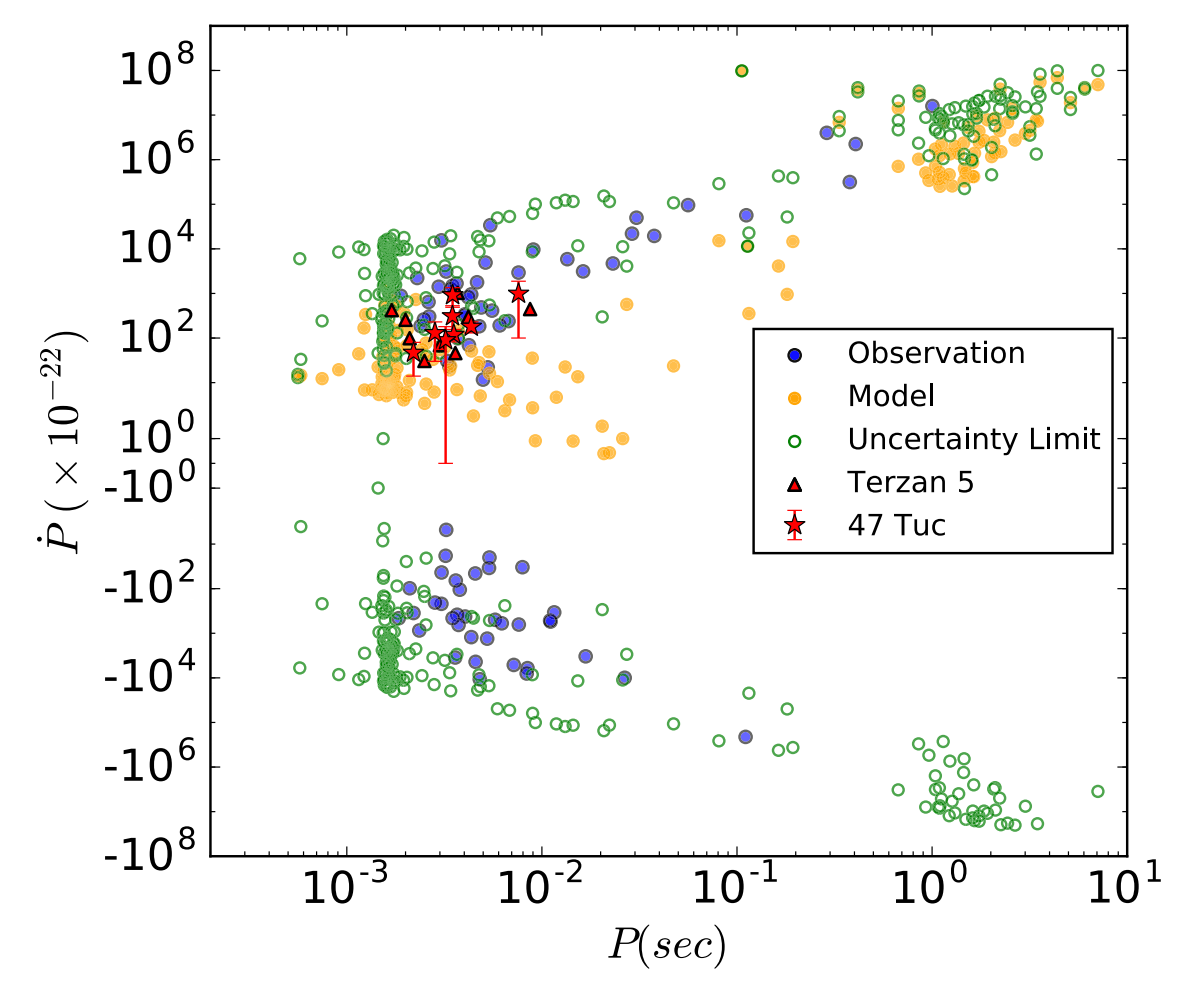 10^8
10^6
10^4
10^2
10^0
-10^0
-10^2
-10^4
-10^6
-10^8
Ṗ (× 10^−22)
Observation
Model
Uncertainty Limit
Terzan 5
47 Tuc
10^-3 10^-2 10^-1 10^0 10^1
P(sec)